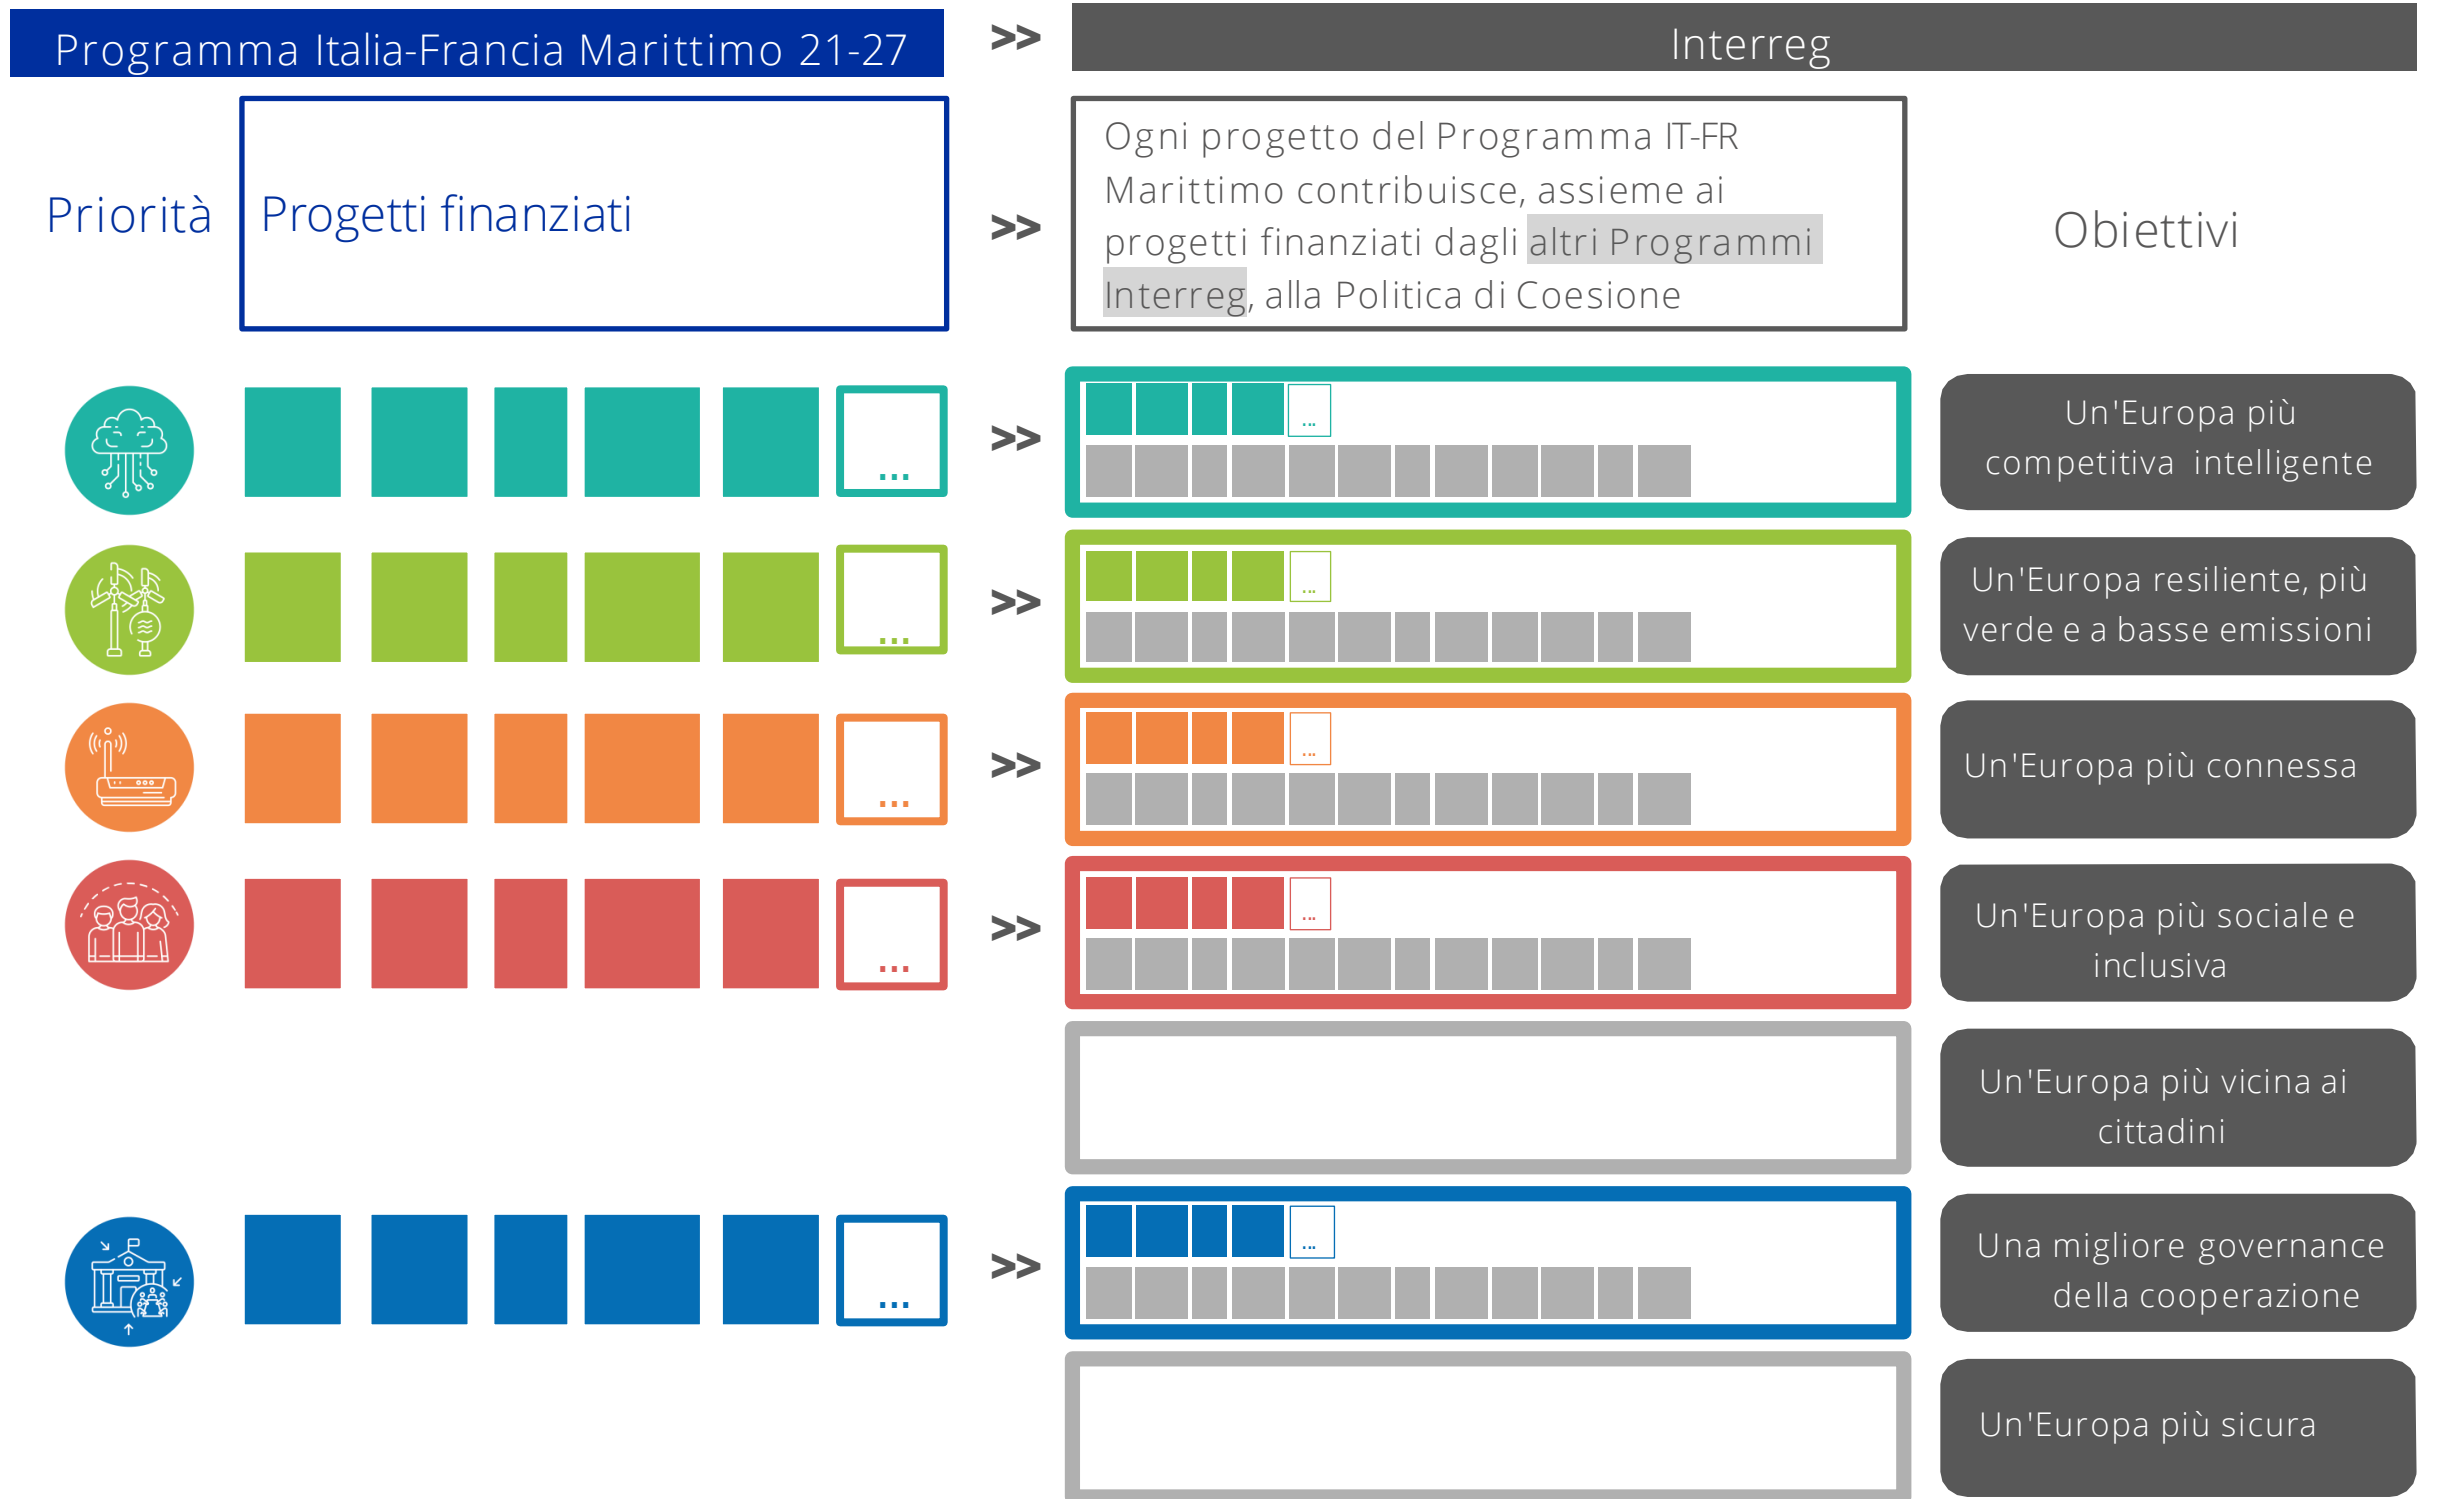 Programma Italia-Francia Marittimo 21-27
>>
Interreg
Priorità
Progetti finanziati
>>
Ogni progetto del Programma IT-FR
Marittimo contribuisce, assieme ai
progetti finanziati dagli altri Programmi
Interreg, alla Politica di Coesione
Obiettivi
...
>>
...
Un'Europa più
competitiva intelligente
...
>>
...
Un'Europa resiliente, più
verde e a basse emissioni
...
>>
...
Un'Europa più connessa
...
>>
...
Un'Europa più sociale e
inclusiva
Un'Europa più vicina ai
cittadini
...
>>
...
Una migliore governance
della cooperazione
Un'Europa più sicura